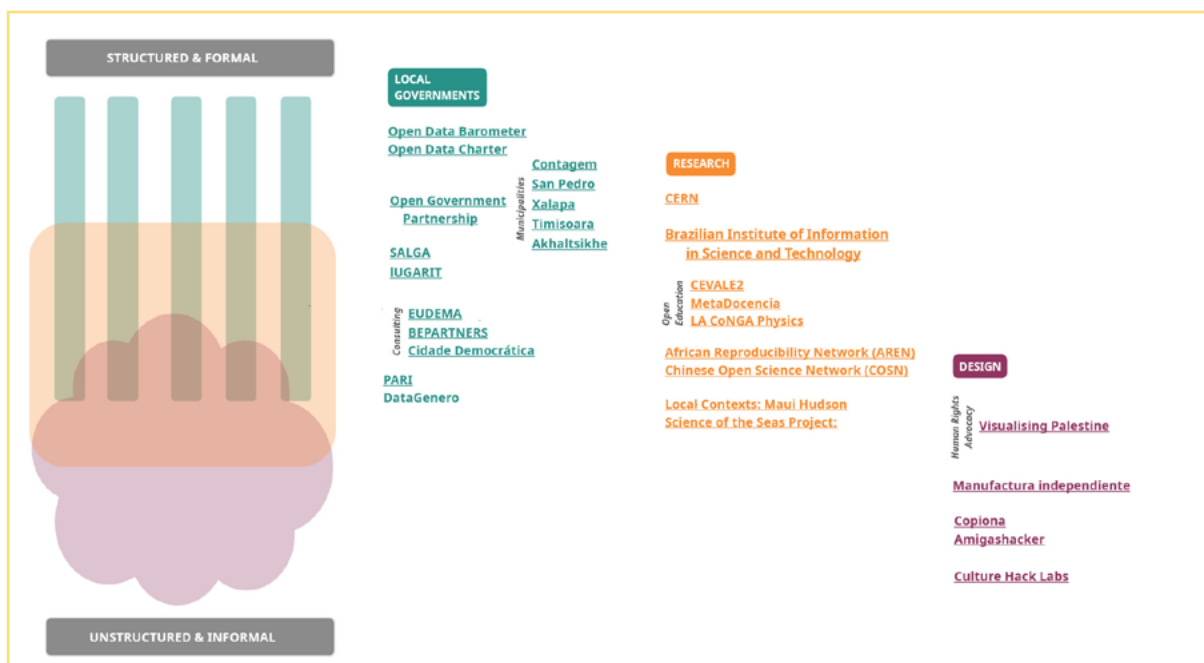 STRUCTURED & FORMAL
LOCAL
GOVERNMENTS
Open Data Barometer
Open Data Charter
Open Government
Partnership
Municipalities
Contagem
San Pedro
Xalapa
Timisoara
Akhaltsikhe
SALGA
IUGARIT
Consulting
EUDEMA
BEPARTNERS
Cidade Democrática
PARI
DataGenero
RESEARCH
CERN
Brazilian Institute of Information
in Science and Technology
Open
Education
CEVALE2
MetaDocencia
LA CoNGA Physics
African Reproducibility Network (AREN)
Chinese Open Science Network (COSN)
Local Contexts: Maui Hudson
Science of the Seas Project:
DESIGN
Human Rights
Advocacy
Visualising Palestine
Manufactura independiente
Copiona
Amigashacker
Culture Hack Labs
UNSTRUCTURED & INFORMAL